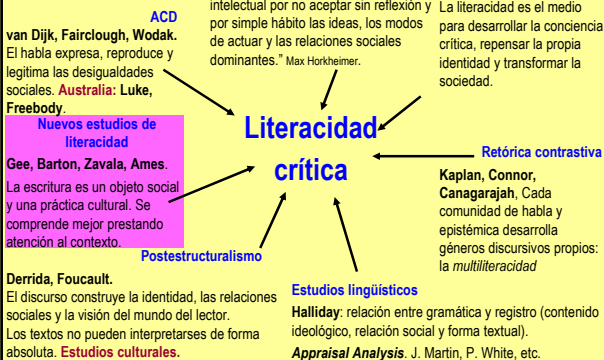 ACD
van Dijk, Fairclough, Wodak.
El habla expresa, reproduce y
legitima las desigualdades
sociales. Australia: Luke,
Freebody.
intelectual por no aceptar sin reflexión y
por simple hábito las ideas, los modos
de actuar y las relaciones sociales
dominantes.” Max Horkheimer.
La literacidad es el medio
para desarrollar la conciencia
crítica, repensar la propia
identidad y transformar la
sociedad.
Nuevos estudios de
literacidad
Gee, Barton, Zavala, Ames.
La escritura es un objeto social
y una práctica cultural. Se
comprende mejor prestando
atención al contexto.
Literacidad
crítica
Retórica contrastiva
Kaplan, Connor,
Canagarajah, Cada
comunidad de habla y
epistémica desarrolla
géneros discursivos propios:
la multiliteracidad
Postestructuralismo
Derrida, Foucault.
El discurso construye la identidad, las relaciones
sociales y la visión del mundo del lector.
Los textos no pueden interpretarse de forma
absoluta. Estudios culturales.
Estudios lingüísticos
Halliday: relación entre gramática y registro (contenido
ideológico, relación social y forma textual).
Appraisal Analysis. J. Martin, P. White, etc.